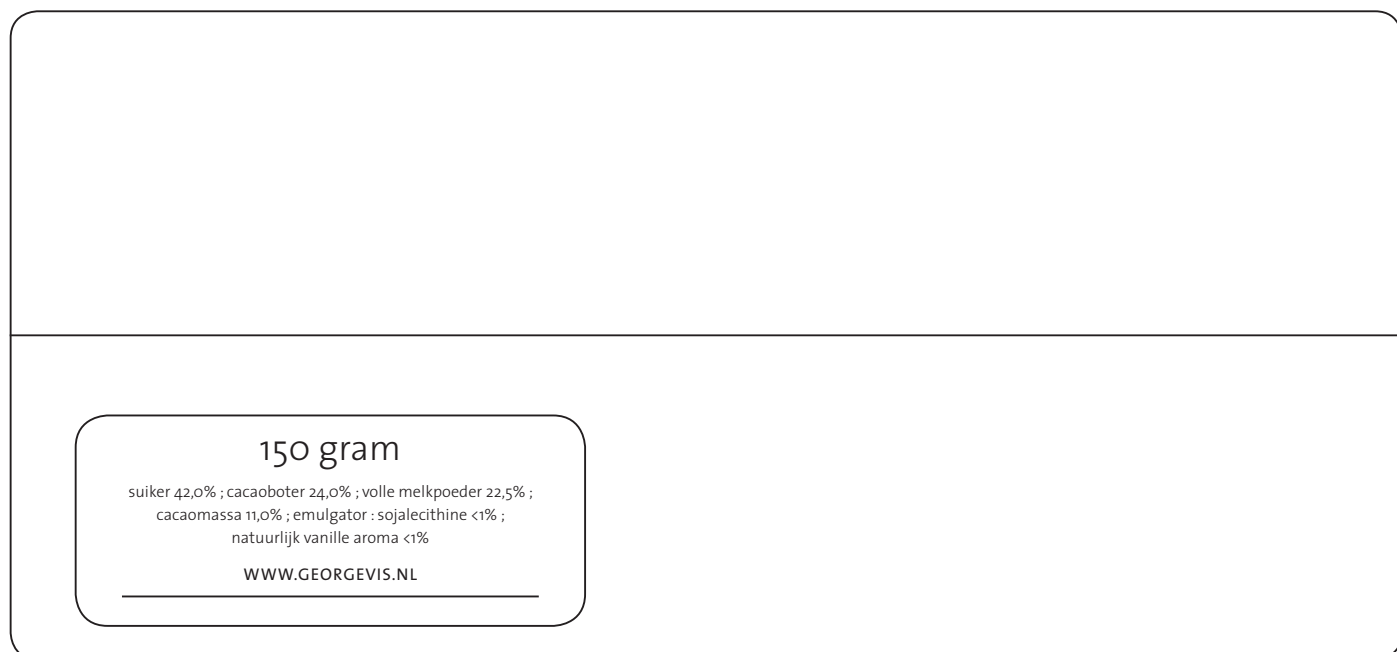 150 gram
suiker 42,0% ; cacaoboter 24,0% ; volle melkpoeder 22,5% ;
cacaomassa 11,0% ; emulgator : sojalecithine <1% ;
natuurlijk vanille aroma <1%
WWW.GEORGEVIS.NL